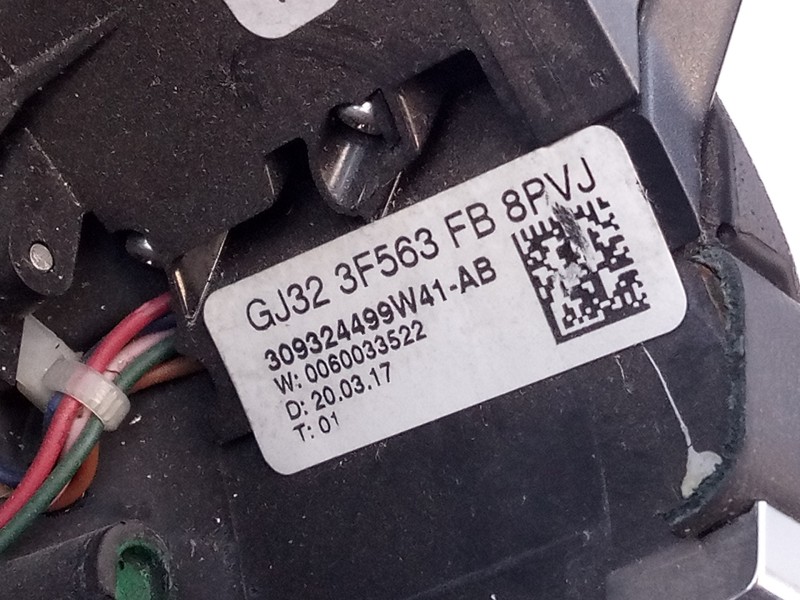 GJ32 3F563 FB 8PVJ
309324499W41-AB
W: 0060033522
D: 20.03.17
T: 01